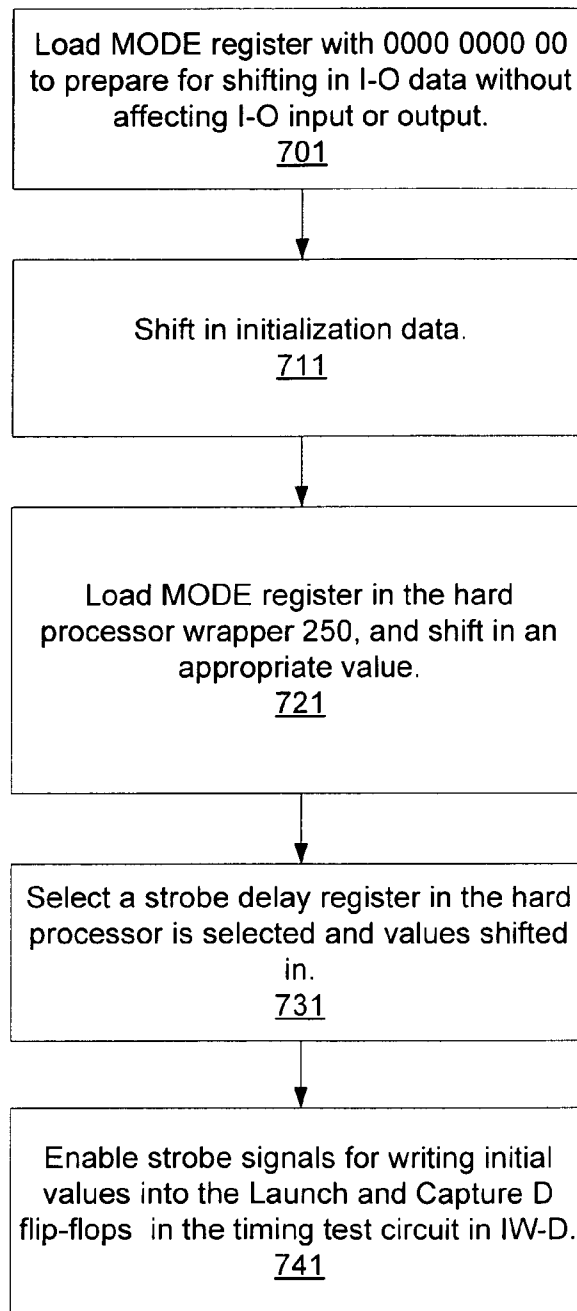 Load MODE register with 0000 0000 00
to prepare for shifting in I-O data without
affecting I-O input or output.
701
Shift in initialization data.
711
Load MODE register in the hard
processor wrapper 250, and shift in an
appropriate value.
721
Select a strobe delay register in the hard
processor is selected and values shifted
in.
731
Enable strobe signals for writing initial
values into the Launch and Capture D
flip-flops in the timing test circuit in IW-D.
741